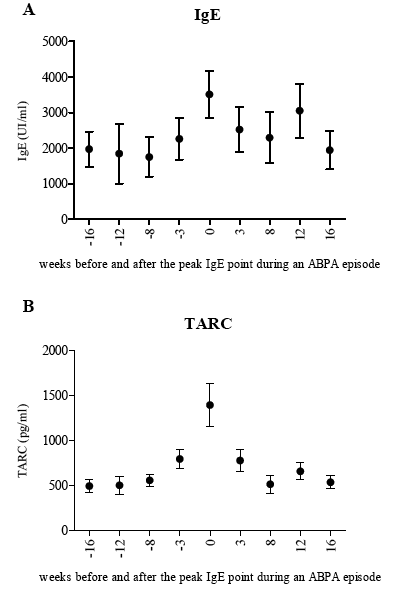 A
IgE
5000
4000
3000
2000
1000
0
IgE (UI/ml)
-16 -12 -8 -3 0 3 8 12 16
weeks before and after the peak IgE point during an ABPA episode
B
TARC
2000
1500
1000
500
0
TARC (pg/ml)
-16 -12 -8 -3 0 3 8 12 16
weeks before and after the peak IgE point during an ABPA episode